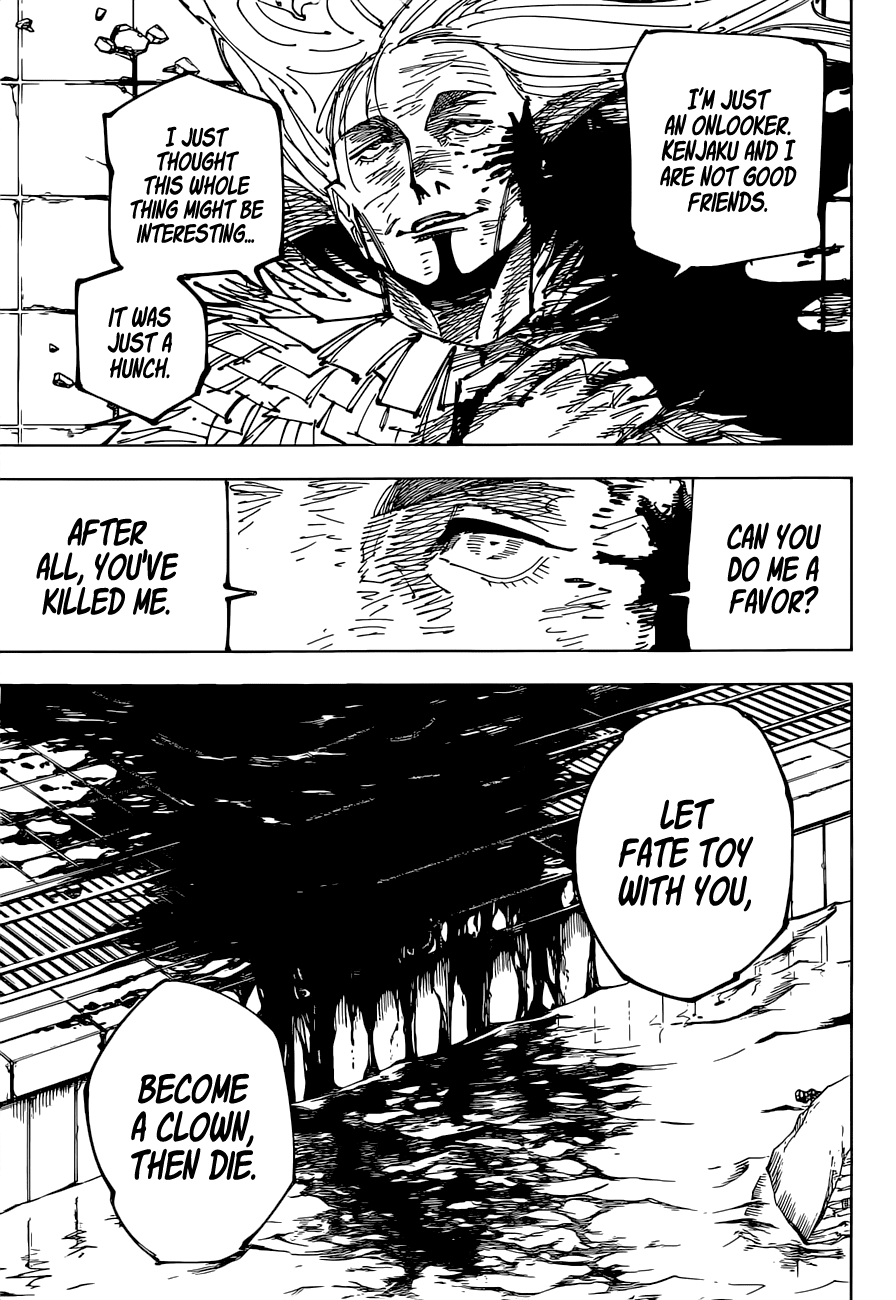 I'M JUST
AN ONLOOKER.
KENJAKU AND I
ARE NOT GOOD
FRIENDS.
I JUST
THOUGHT
THIS WHOLE
THING MIGHT BE
INTERESTING...
IT WAS
JUST A
HUNCH.
CAN YOU
DO ME A
FAVOR?
AFTER
ALL, YOU'VE
KILLED ME.
LET
FATE TOY
WITH YOU,
BECOME
A CLOWN,
THEN DIE.